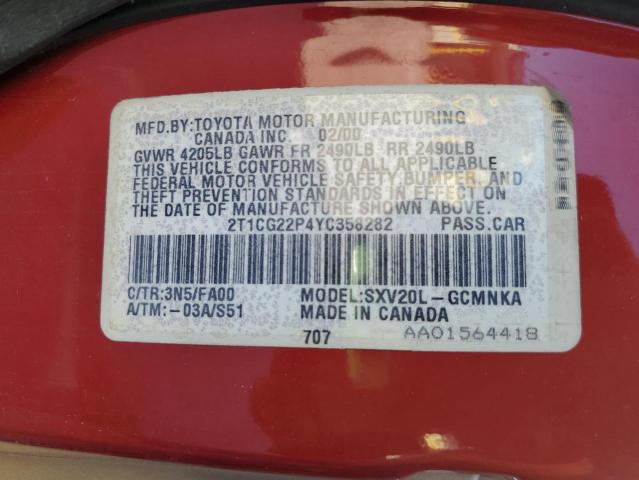 MFD.BY:TOYOTA MOTOR MANUFACTURING
CANADA INC. 02/00
GVWR 4205LB GAWR FR 2490LB RR 2490LB
THIS VEHICLE CONFORMS TO ALL APPLICABLE
FEDERAL MOTOR VEHICLE SAFETY BUMPER, AND
THEFT PREVENTION STANDARDS IN EFFECT ON
THE DATE OF MANUFACTURE SHOWN ABOVE.
2T1CG22P4YC358282 PASS.CAR
C/TR:3N5/FA00 MODEL:SXV20L-GCMNKA
A/TM:-03A/S51 MADE IN CANADA
707 AA01564418